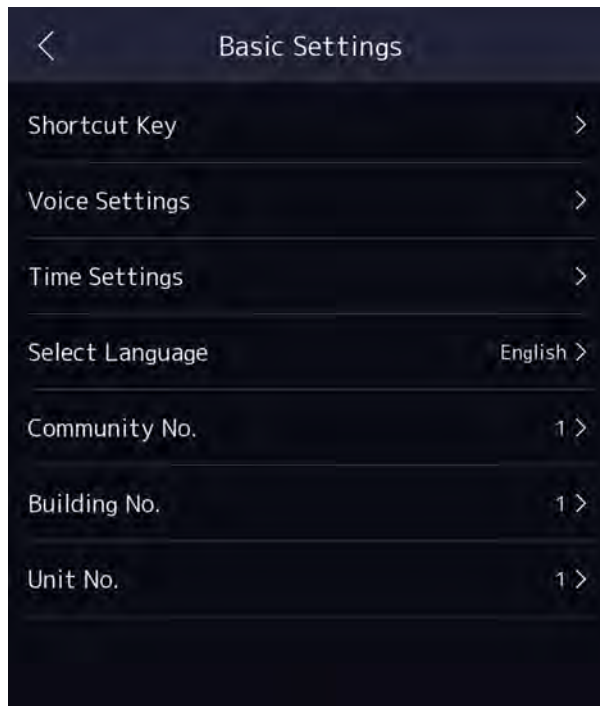 Basic Settings
Shortcut Key
Voice Settings
Time Settings
Select Language English
Community No. 1
Building No. 1
Unit No. 1